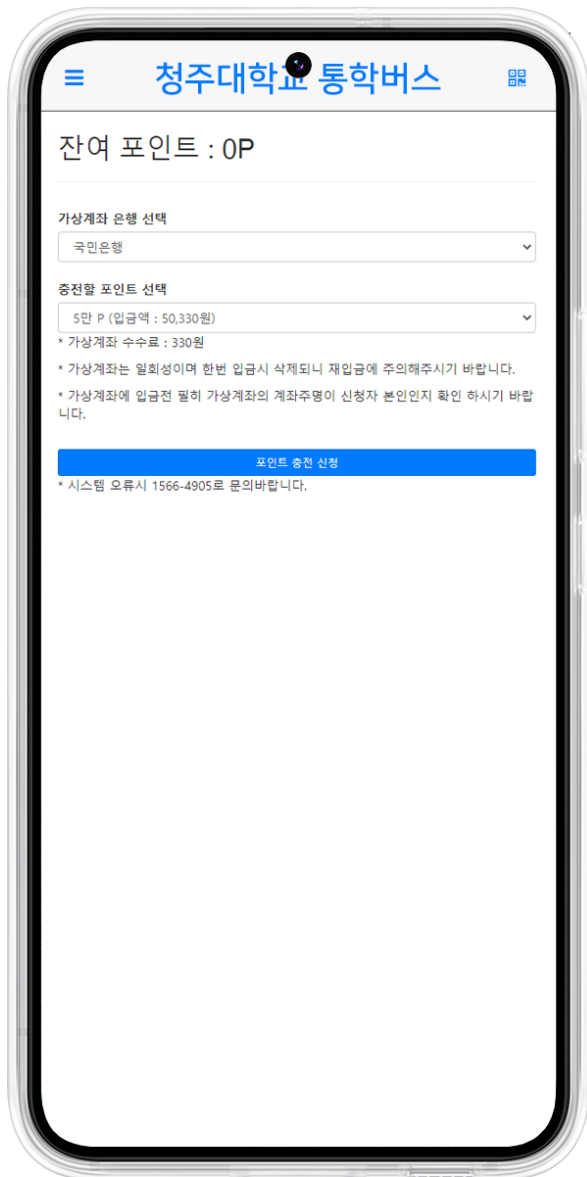 청주대학교 통학버스
잔여 포인트 : 0P
가상계좌 은행 선택
국민은행
충전할 포인트 선택
5만 P (입금액 : 50,330원)
* 가상계좌 수수료 : 330원
* 가상계좌는 일회성이며 한번 입금시 삭제되니 재입금에 주의해주시기 바랍니다.
* 가상계좌에 입금전 필히 가상계좌의 계좌주명이 신청자 본인인지 확인 하시기 바랍
니다.
포인트 충전 신청
* 시스템 오류시 1566-4905로 문의바랍니다.